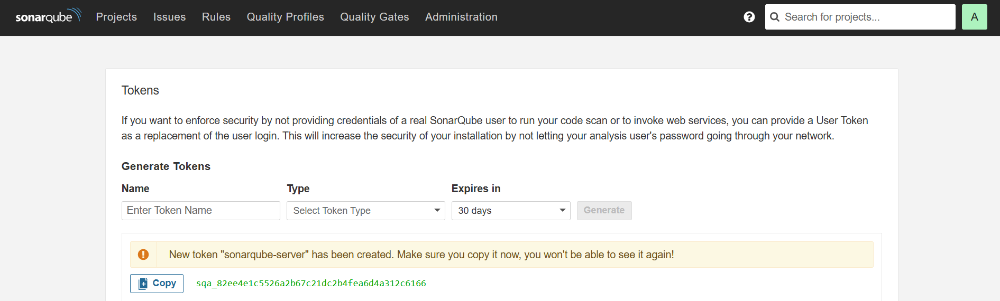 sonarqube Projects Issues Rules Quality Profiles Quality Gates Administration ? Search for projects... A
Tokens
If you want to enforce security by not providing credentials of a real SonarQube user to run your code scan or to invoke web services, you can provide a User Token
as a replacement of the user login. This will increase the security of your installation by not letting your analysis user's password going through your network.
Generate Tokens
Name Type Expires in
Enter Token Name Select Token Type 30 days Generate
New token "sonarqube-server" has been created. Make sure you copy it now, you won't be able to see it again!
Copy sqa_82ee4e1c5526a2b67c21dc2b4fea6d4a312c6166